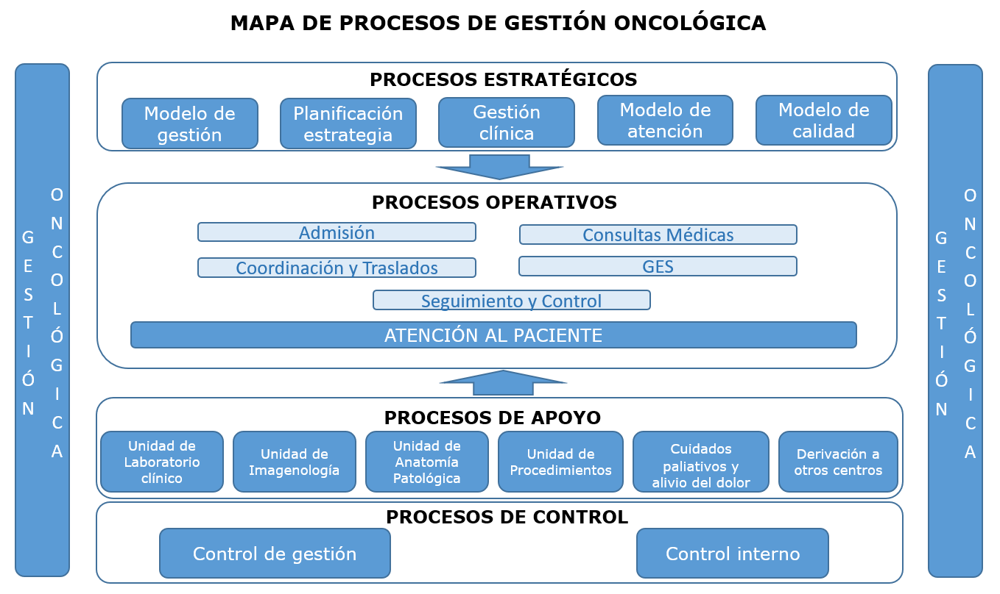 MAPA DE PROCESOS DE GESTIÓN ONCOLÓGICA
GESTIÓN
ONCOLÓGICA
PROCESOS ESTRATÉGICOS
Modelo de
gestión
Planificación
estrategia
Gestión
clínica
Modelo de
atención
Modelo de
calidad
PROCESOS OPERATIVOS
Admisión
Consultas Médicas
Coordinación y Traslados
GES
Seguimiento y Control
ATENCIÓN AL PACIENTE
PROCESOS DE APOYO
Unidad de
Laboratorio
clínico
Unidad de
Imagenología
Unidad de
Anatomía
Patológica
Unidad de
Procedimientos
Cuidados
paliativos y
alivio del dolor
Derivación a
otros centros
PROCESOS DE CONTROL
Control de gestión
Control interno
GESTIÓN
ONCOLÓGICA